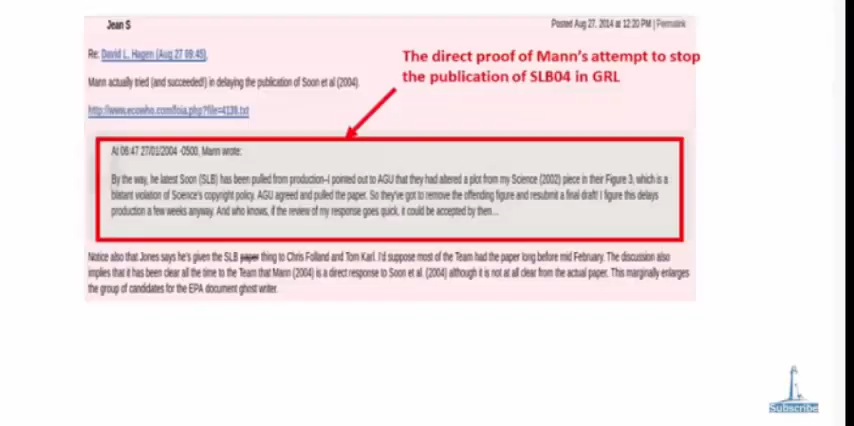 Jean S
Posted Aug 27, 2014 at 12:20 PM | Permalink
Re: David L. Hagen (Aug 27 09:45),
The direct proof of Mann's attempt to stop
the publication of SLB04 in GRL
Mann actually tried (and succeeded!) in delaying the publication of Soon et al (2004).
http://www.ecowho.com/foia.php?file=4139.txt
At 06:47 27/01/2004 -0500, Mann wrote:
By the way, he latest Soon (SLB) has been pulled from production--I pointed out to AGU that they had altered a plot from my Science (2002) piece in their Figure 3, which is a
blatant violation of Science's copyright policy. AGU agreed and pulled the paper. So they've got to remove the offending figure and resubmit a final draft! I figure this delays
production a few weeks anyway. And who knows, if the review of my response goes quick, it could be accepted by then...
Notice also that Jones says he's given the SLB paper thing to Chris Folland and Tom Karl. I'd suppose most of the Team had the paper long before mid February. The discussion also
implies that it has been clear all the time to the Team that Mann (2004) is a direct response to Soon et al. (2004) although it is not at all clear from the actual paper. This marginally enlarges
the group of candidates for the EPA document ghost writer.
Subscribe